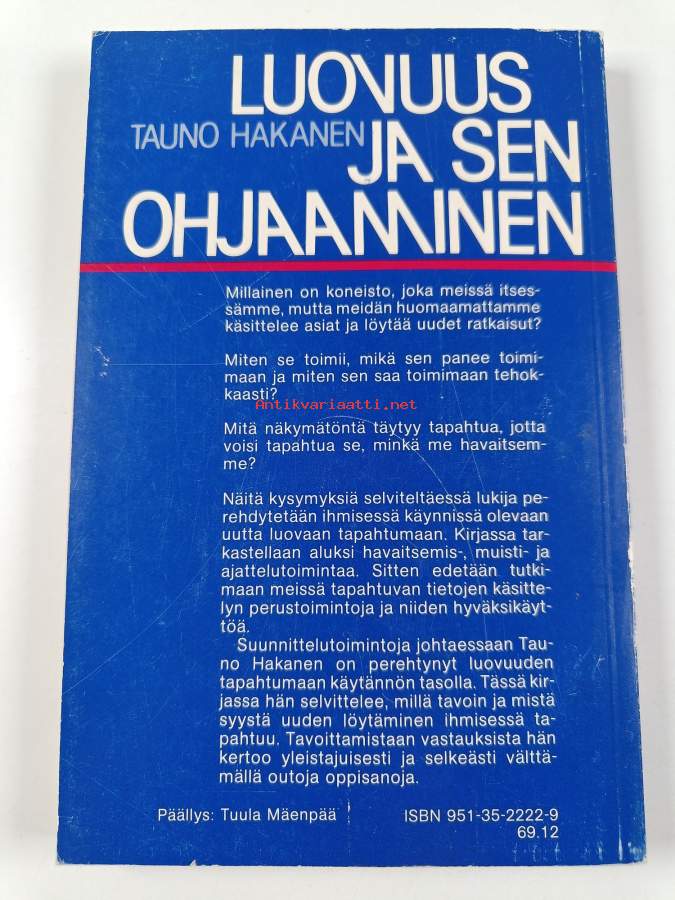 LUOVUUS
TAUNO HAKANEN JA SEN
OHJAAMINEN
Millainen on koneisto, joka meissä itses-
sämme, mutta meidän huomaamattamme
käsittelee asiat ja löytää uudet ratkaisut?
Miten se toimii, mikä sen panee toimi-
maan ja miten sen saa toimimaan tehok-
kaasti?
Antikvariaatti.net
Mitä näkymätöntä täytyy tapahtua, jotta
voisi tapahtua se, minkä me havaitsem-
me?
Näitä kysymyksiä selviteltäessä lukija pe-
rehdytetään ihmisessä käynnissä olevaan
uutta luovaan tapahtumaan. Kirjassa tar-
kastellaan aluksi havaitsemis-, muisti- ja
ajattelutoimintaa. Sitten edetään tutki-
maan meissä tapahtuvan tietojen käsitte-
lyn perustoimintoja ja niiden hyväksikäyt-
töä.
Suunnittelutoimintoja johtaessaan Tau-
no Hakanen on perehtynyt luovuuden
tapahtumaan käytännön tasolla. Tässä kir-
jassa hän selvittelee, millä tavoin ja mistä
syystä uuden löytäminen ihmisessä ta-
pahtuu. Tavoittamistaan vastauksista hän
kertoo yleistajuisesti ja selkeästi välttä-
mällä outoja oppisanoja.
Päällys: Tuula Mäenpää ISBN 951-35-2222-9
69.12